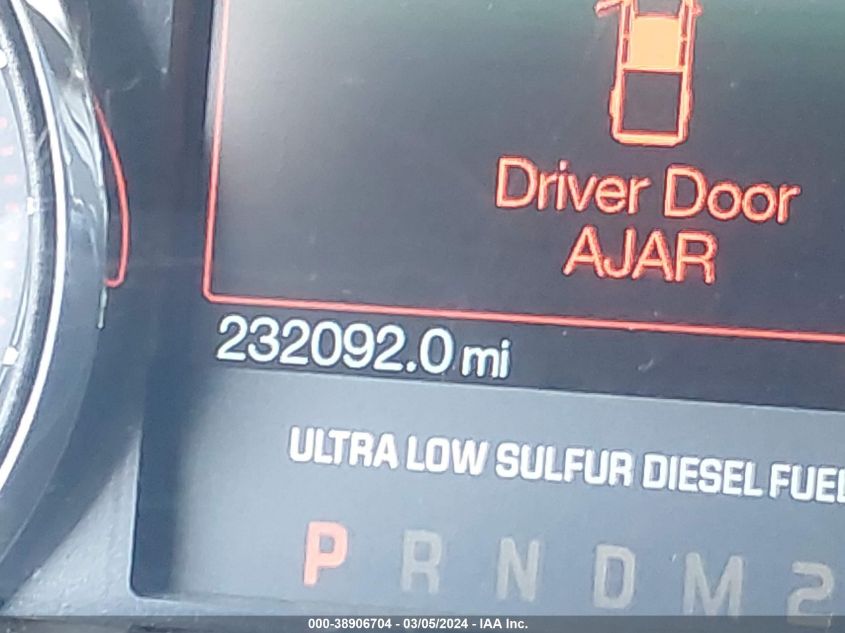 Driver Door
AJAR
232092.0 mi
ULTRA LOW SULFUR DIESEL FUEL
P R N D M 2
000-38906704 - 03/05/2024 - IAA Inc.